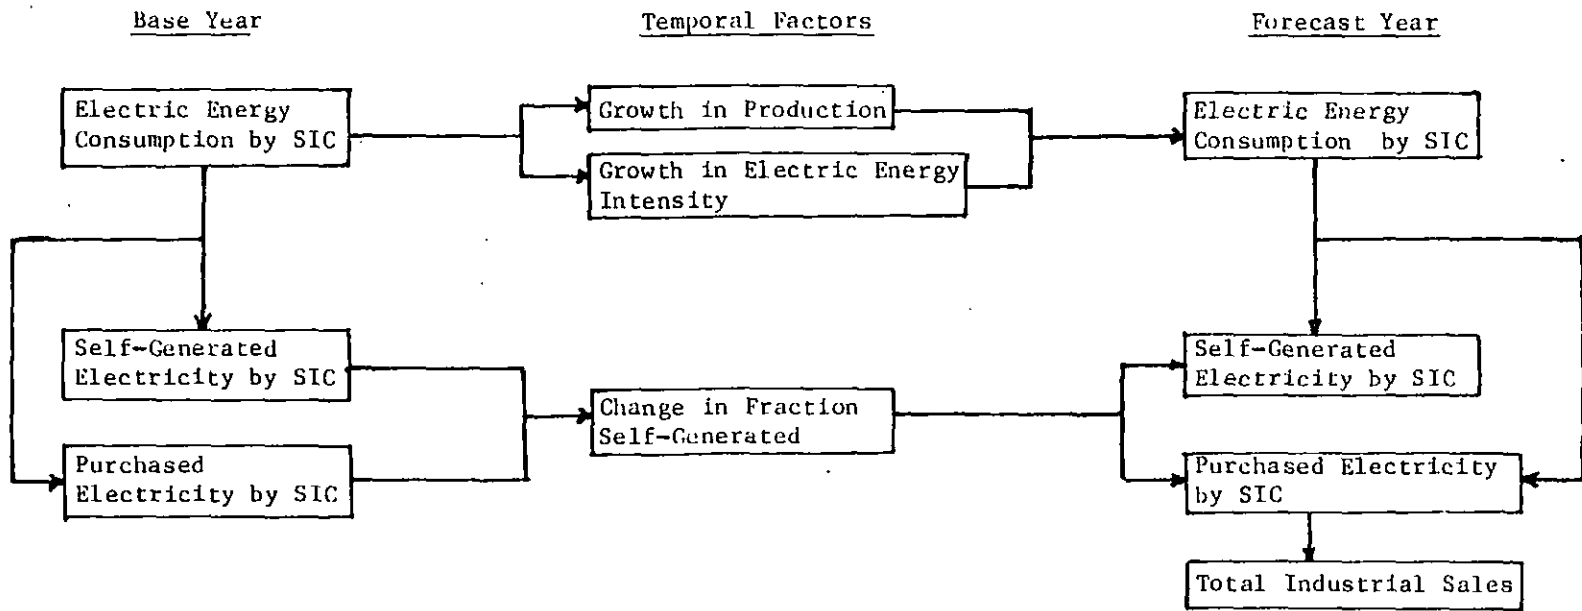 Base Year
Temporal Factors
Forecast Year
Electric Energy
Consumption by SIC
Growth in Production
Growth in Electric Energy
Intensity
Electric Energy
Consumption by SIC
Self-Generated
Electricity by SIC
Purchased
Electricity by SIC
Change in Fraction
Self-Generated
Self-Generated
Electricity by SIC
Purchased Electricity
by SIC
Total Industrial Sales